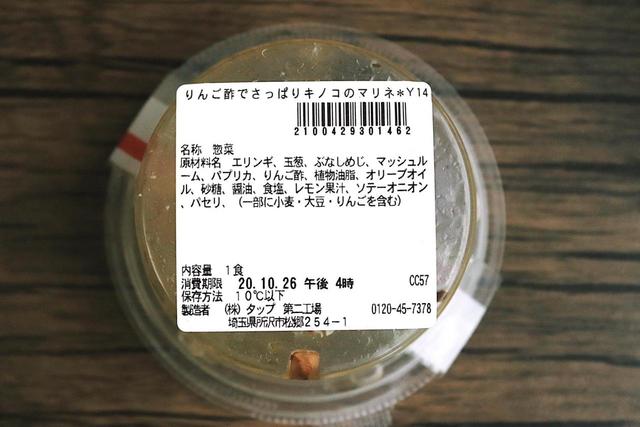 りんご酢でさっぱりキノコのマリネ*Y14
2100429301462
名称 惣菜
原材料名 エリンギ、玉葱、ぶなしめじ、マッシュル
ーム、パプリカ、りんご酢、植物油脂、オリーブオイ
ル、砂糖、醤油、食塩、レモン果汁、ソテーオニオン
、パセリ、（一部に小麦・大豆・りんごを含む）
内容量 1食
消費期限 20.10.26 午後 4時 CC57
保存方法 10℃以下
製造者 (株)タップ 第二工場 0120-45-7378
埼玉県所沢市松郷254-1